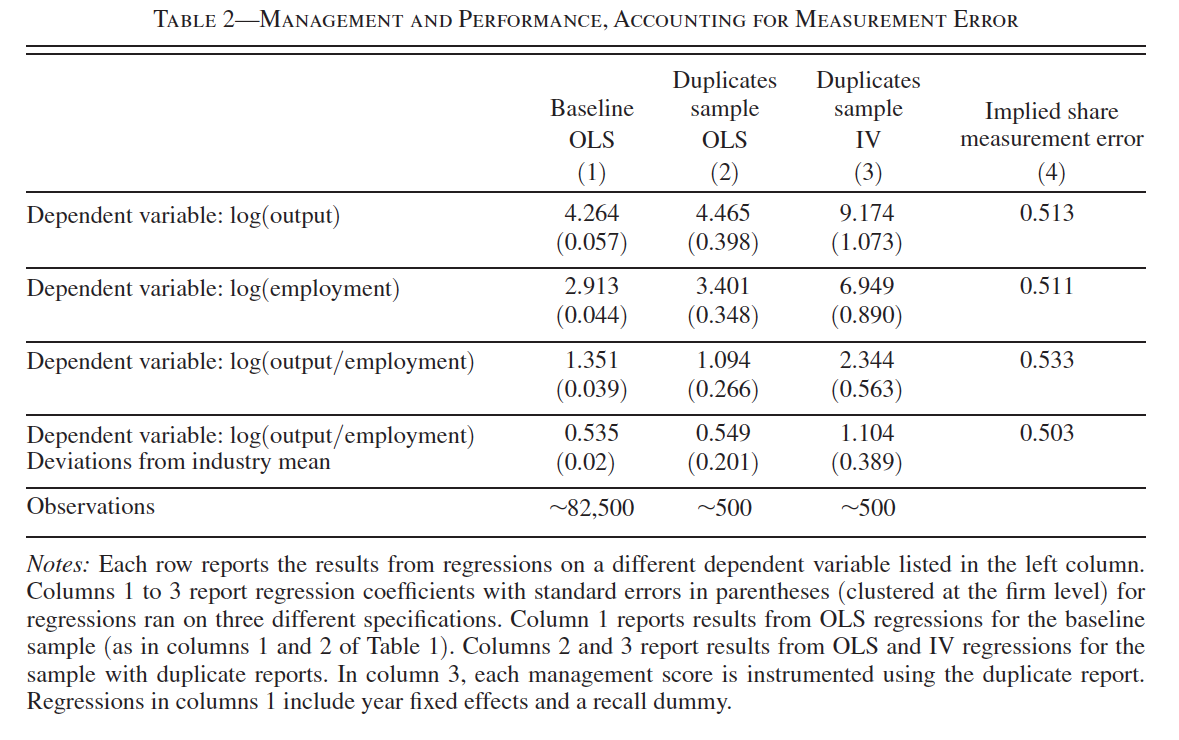 TABLE 2—MANAGEMENT AND PERFORMANCE, ACCOUNTING FOR MEASUREMENT ERROR
Baseline OLS (1) Duplicates sample OLS (2) Duplicates sample IV (3) Implied share measurement error (4)
Dependent variable: log(output) 4.264 4.465 9.174 0.513
(0.057) (0.398) (1.073)
Dependent variable: log(employment) 2.913 3.401 6.949 0.511
(0.044) (0.348) (0.890)
Dependent variable: log(output/employment) 1.351 1.094 2.344 0.533
(0.039) (0.266) (0.563)
Dependent variable: log(output/employment) 0.535 0.549 1.104 0.503
Deviations from industry mean (0.02) (0.201) (0.389)
Observations ~82,500 ~500 ~500
Notes: Each row reports the results from regressions on a different dependent variable listed in the left column.
Columns 1 to 3 report regression coefficients with standard errors in parentheses (clustered at the firm level) for
regressions ran on three different specifications. Column 1 reports results from OLS regressions for the baseline
sample (as in columns 1 and 2 of Table 1). Columns 2 and 3 report results from OLS and IV regressions for the
sample with duplicate reports. In column 3, each management score is instrumented using the duplicate report.
Regressions in columns 1 include year fixed effects and a recall dummy.